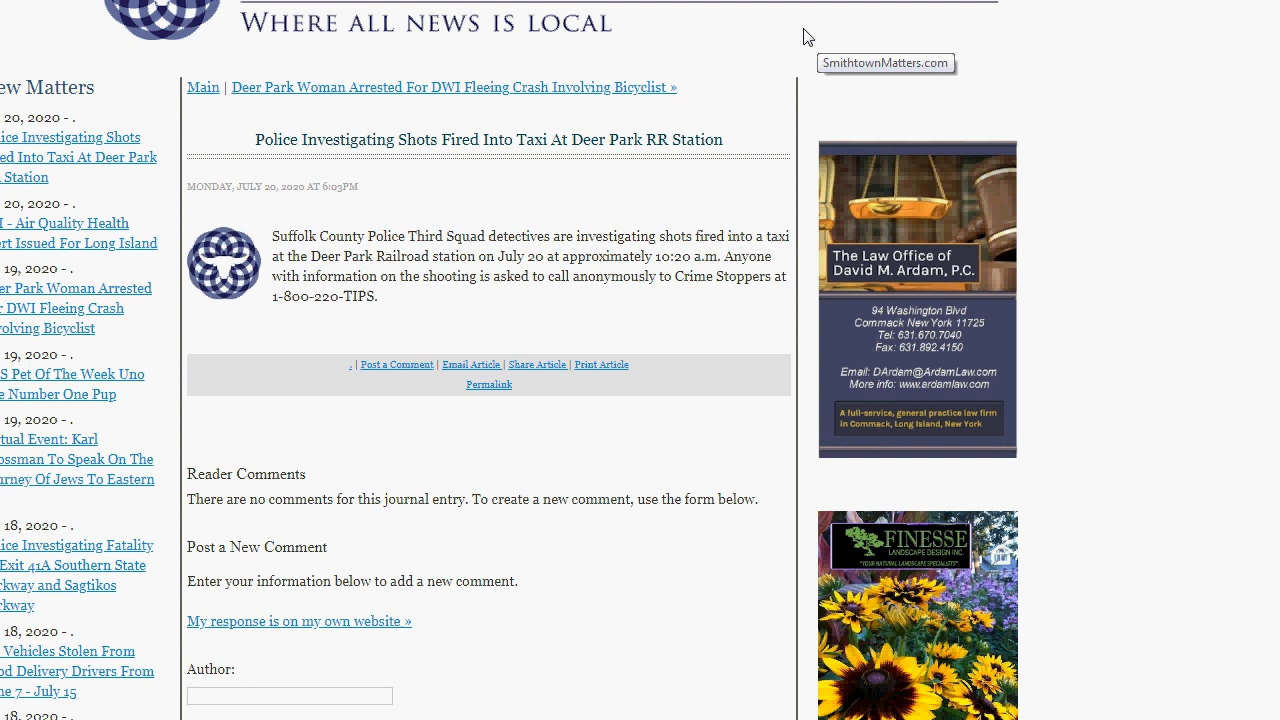 WHERE ALL NEWS IS LOCAL
SmithtownMatters.com
ew Matters
20, 2020 - .
ice Investigating Shots
ed Into Taxi At Deer Park
Station
20, 2020 - .
I - Air Quality Health
ert Issued For Long Island
19, 2020 - .
er Park Woman Arrested
r DWI Fleeing Crash
volving Bicyclist
19, 2020 - .
S Pet Of The Week Uno
e Number One Pup
19, 2020 - .
rtual Event: Karl
ossman To Speak On The
urney Of Jews To Eastern
18, 2020 - .
ice Investigating Fatality
Exit 41A Southern State
rkway and Sagtikos
rkway
18, 2020 - .
Vehicles Stolen From
od Delivery Drivers From
ne 7 - July 15
18, 2020 - .
Main | Deer Park Woman Arrested For DWI Fleeing Crash Involving Bicyclist »
Police Investigating Shots Fired Into Taxi At Deer Park RR Station
MONDAY, JULY 20, 2020 AT 6:03PM
Suffolk County Police Third Squad detectives are investigating shots fired into a taxi
at the Deer Park Railroad station on July 20 at approximately 10:20 a.m. Anyone
with information on the shooting is asked to call anonymously to Crime Stoppers at
1-800-220-TIPS.
. | Post a Comment | Email Article | Share Article | Print Article
Permalink
Reader Comments
There are no comments for this journal entry. To create a new comment, use the form below.
Post a New Comment
Enter your information below to add a new comment.
My response is on my own website »
Author:
The Law Office of
David M. Ardam, P.C.
94 Washington Blvd
Commack New York 11725
Tel: 631.670.7040
Fax: 631.892.4150
Email: DArdam@ArdamLaw.com
More info: www.ardamlaw.com
A full-service, general practice law firm
in Commack, Long Island, New York
FINESSE
LANDSCAPE DESIGN INC.
"YOUR NATURAL LANDSCAPE SPECIALISTS"